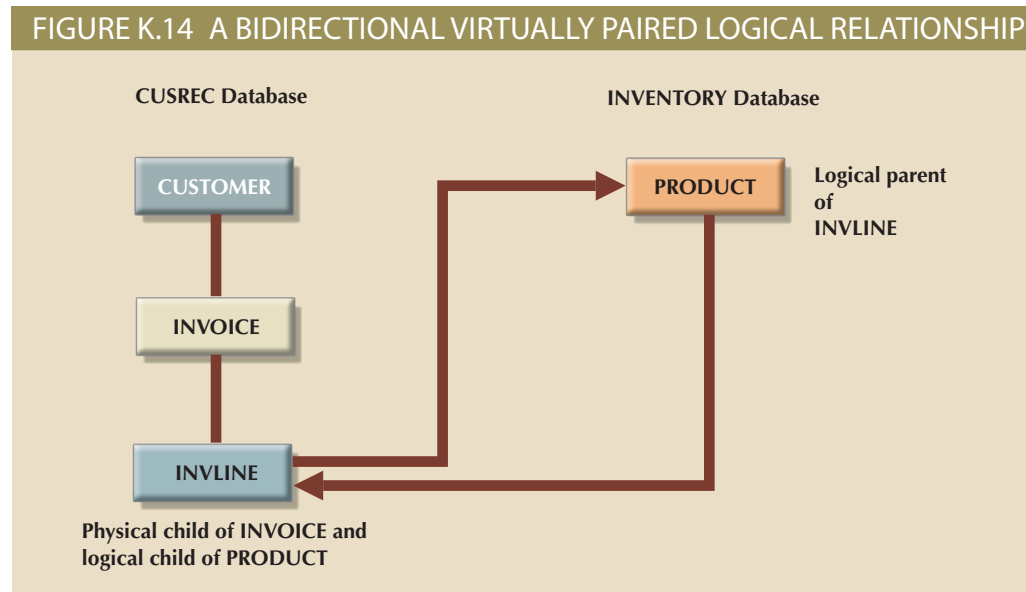 FIGURE K.14 A BIDIRECTIONAL VIRTUALLY PAIRED LOGICAL RELATIONSHIP
CUSREC Database
INVENTORY Database
CUSTOMER
PRODUCT
Logical parent
of
INVLINE
INVOICE
INVLINE
Physical child of INVOICE and
logical child of PRODUCT